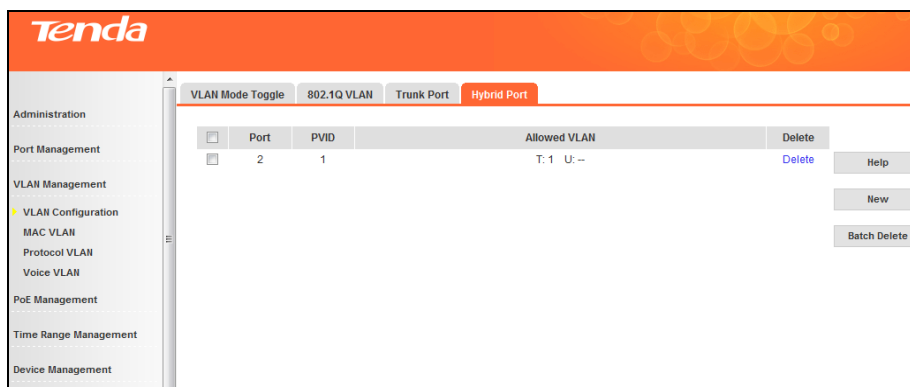 Tenda
Administration
Port Management
VLAN Management
VLAN Configuration
MAC VLAN
Protocol VLAN
Voice VLAN
PoE Management
Time Range Management
Device Management
VLAN Mode Toggle 802.1Q VLAN Trunk Port Hybrid Port
Port PVID Allowed VLAN Delete
2 1 T: 1 U: -- Delete
Help
New
Batch Delete